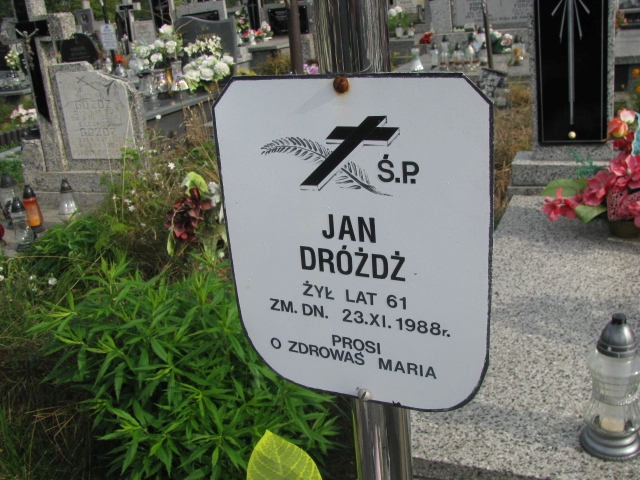 Ś.P.
JAN
DRÓŻDŻ
ŻYŁ LAT 61
ZM. DN. 23.XI.1988r.
PROSI
O ZDROWAŚ MARIA